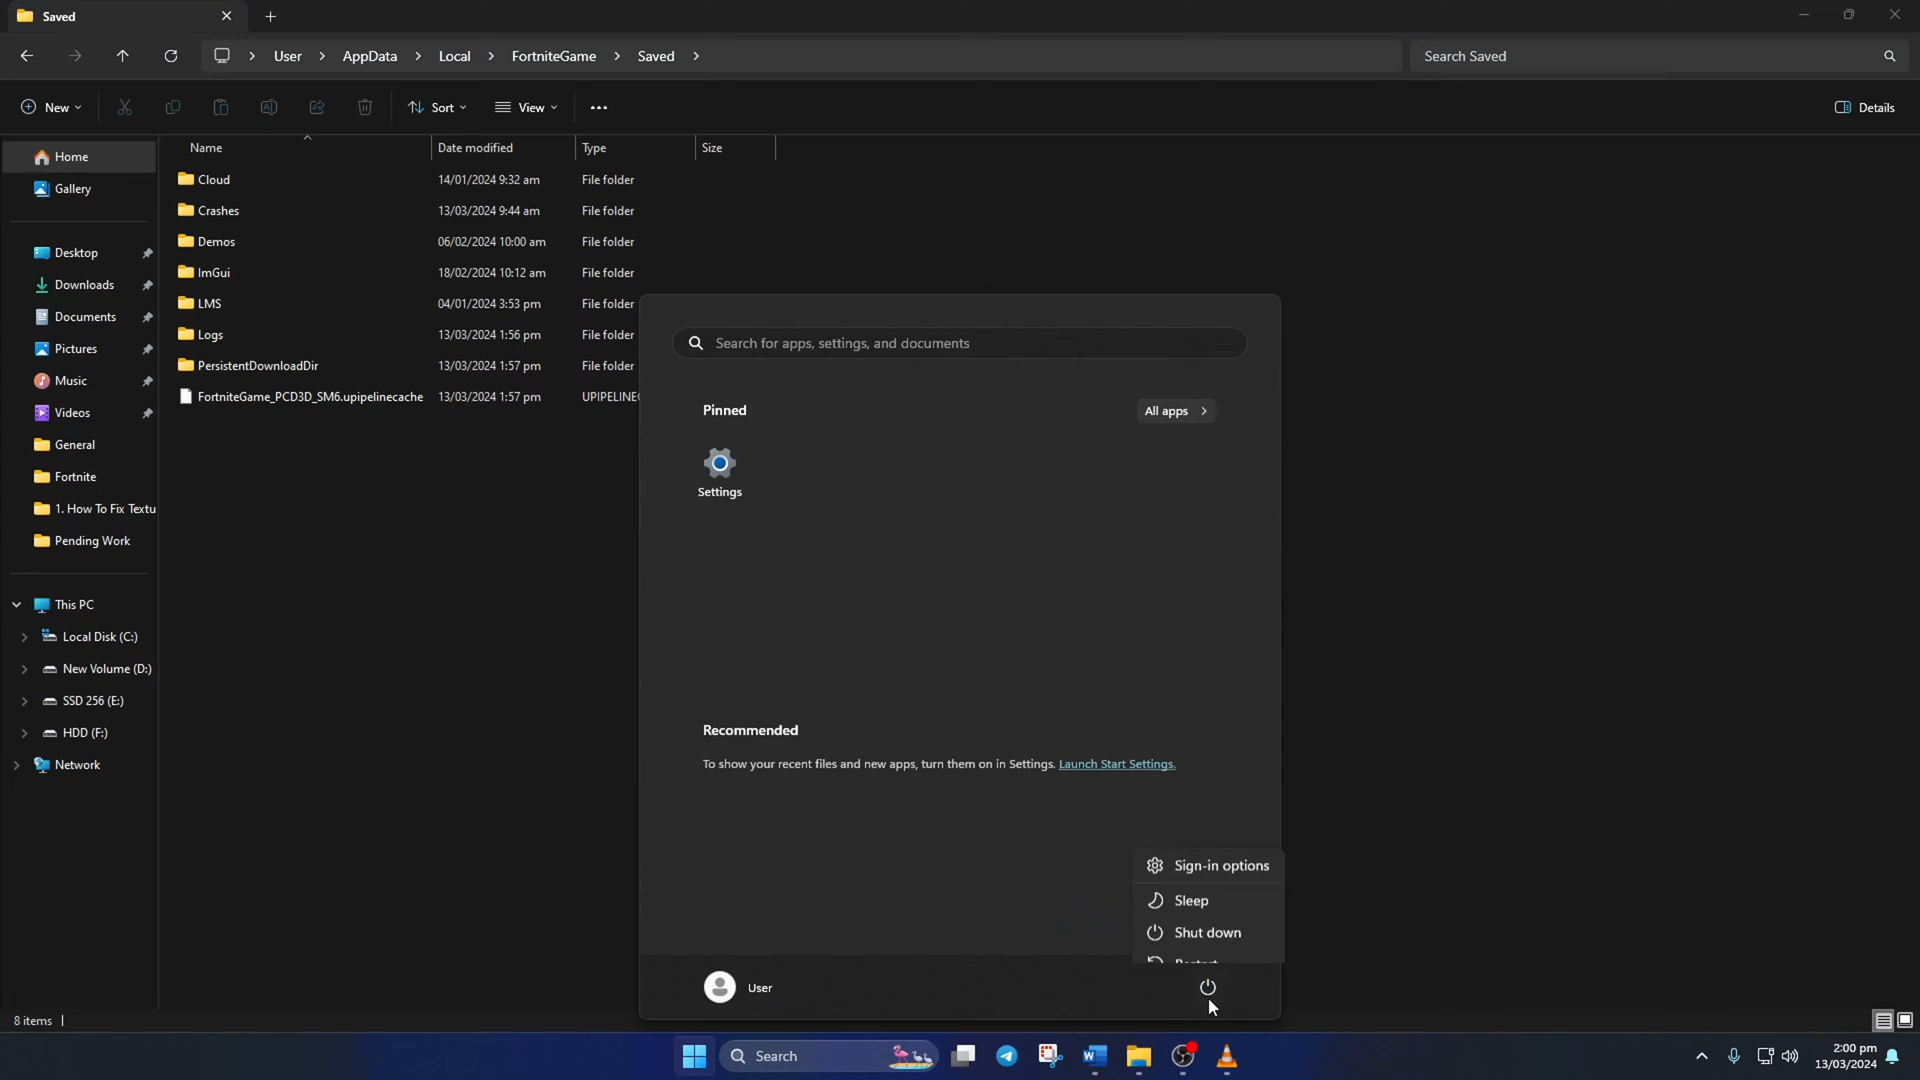 Saved
User
AppData
Local
FortniteGame
Saved
Search Saved
New
Sort
View
Details
Name
Date modified
Type
Size
Home
Gallery
Desktop
Downloads
Documents
Pictures
Music
Videos
General
Fortnite
1. How To Fix Textu
Pending Work
This PC
Local Disk (C:)
New Volume (D:)
SSD 256 (E:)
HDD (F:)
Network
Cloud 14/01/2024 9:32 am File folder
Crashes 13/03/2024 9:44 am File folder
Demos 06/02/2024 10:00 am File folder
ImGui 18/02/2024 10:12 am File folder
LMS 04/01/2024 3:53 pm File folder
Logs 13/03/2024 1:56 pm File folder
PersistentDownloadDir 13/03/2024 1:57 pm File folder
FortniteGame_PCD3D_SM6.upipelinecache 13/03/2024 1:57 pm UPIPELINE
Search for apps, settings, and documents
Pinned
All apps
Settings
Recommended
To show your recent files and new apps, turn them on in Settings. Launch Start Settings.
Sign-in options
Sleep
Shut down
Restart
User
8 items
Search
2:00 pm
13/03/2024